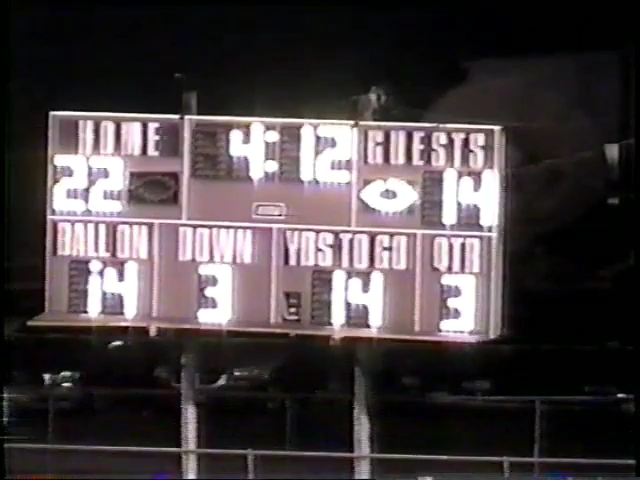 HOME 4:12 GUESTS
22 14
BALL ON DOWN YDS TO GO QTR
14 3 14 3